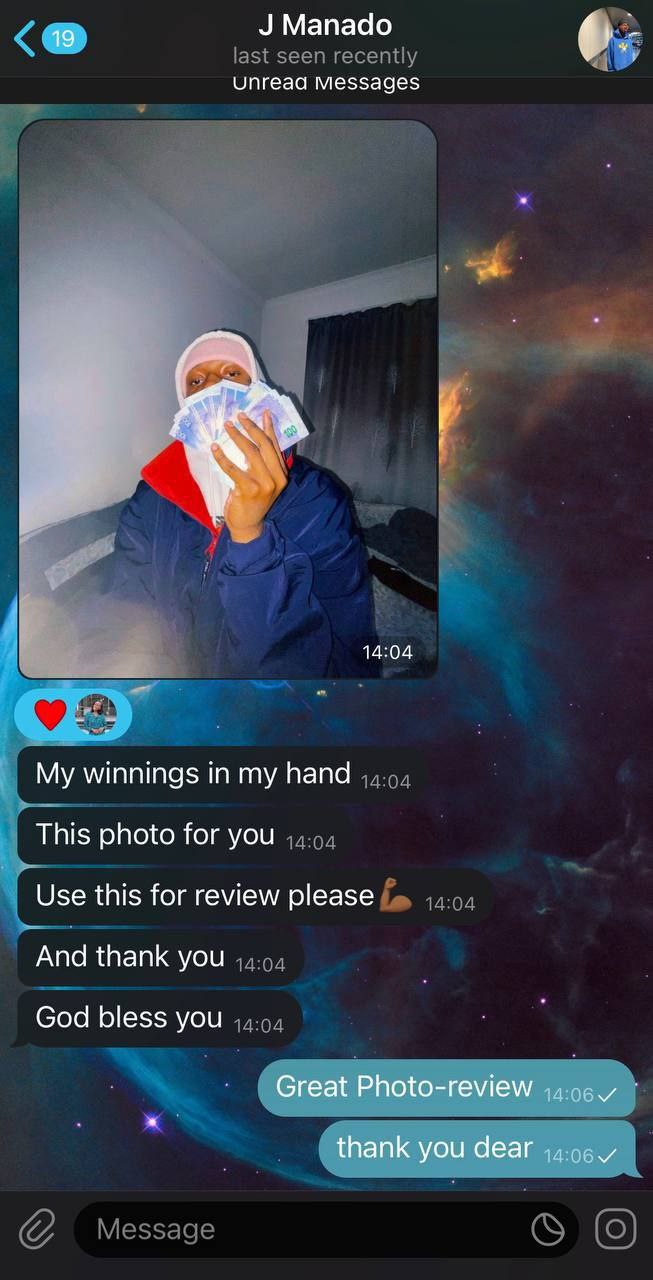 19
J Manado
last seen recently
Unread Messages
100
14:04
My winnings in my hand 14:04
This photo for you 14:04
Use this for review please💪🏾 14:04
And thank you 14:04
God bless you 14:04
Great Photo-review 14:06
thank you dear 14:06
Message